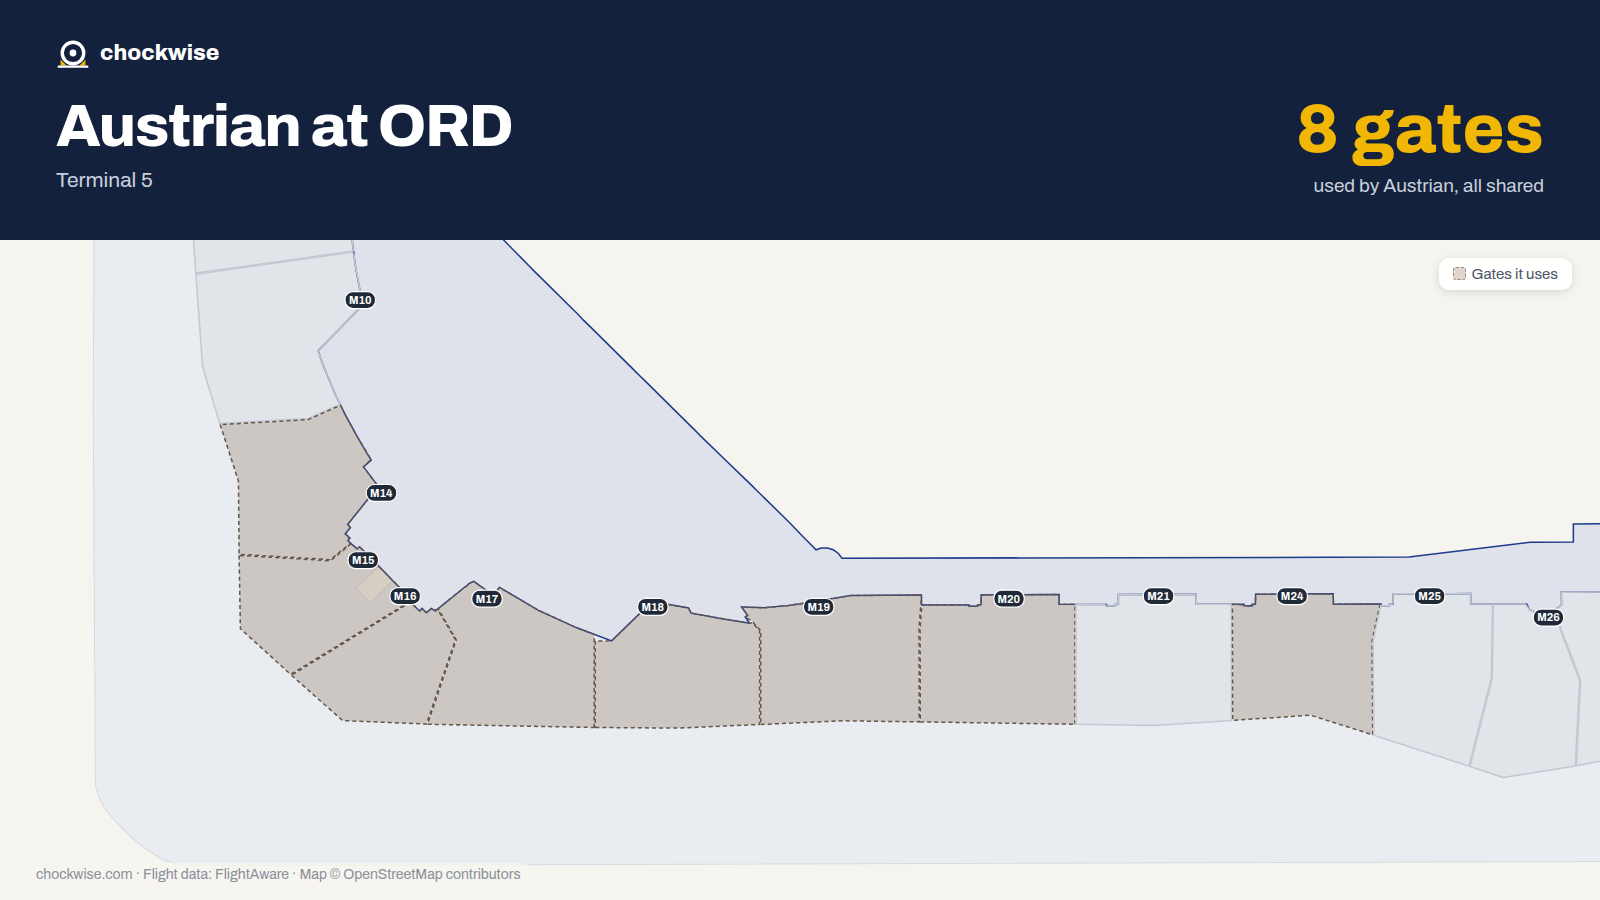 chockwise
Austrian at ORD
Terminal 5
8 gates
used by Austrian, all shared
Gates it uses
M10
M14
M15
M16
M17
M18
M19
M20
M21
M24
M25
M26
chockwise.com · Flight data: FlightAware · Map © OpenStreetMap contributors